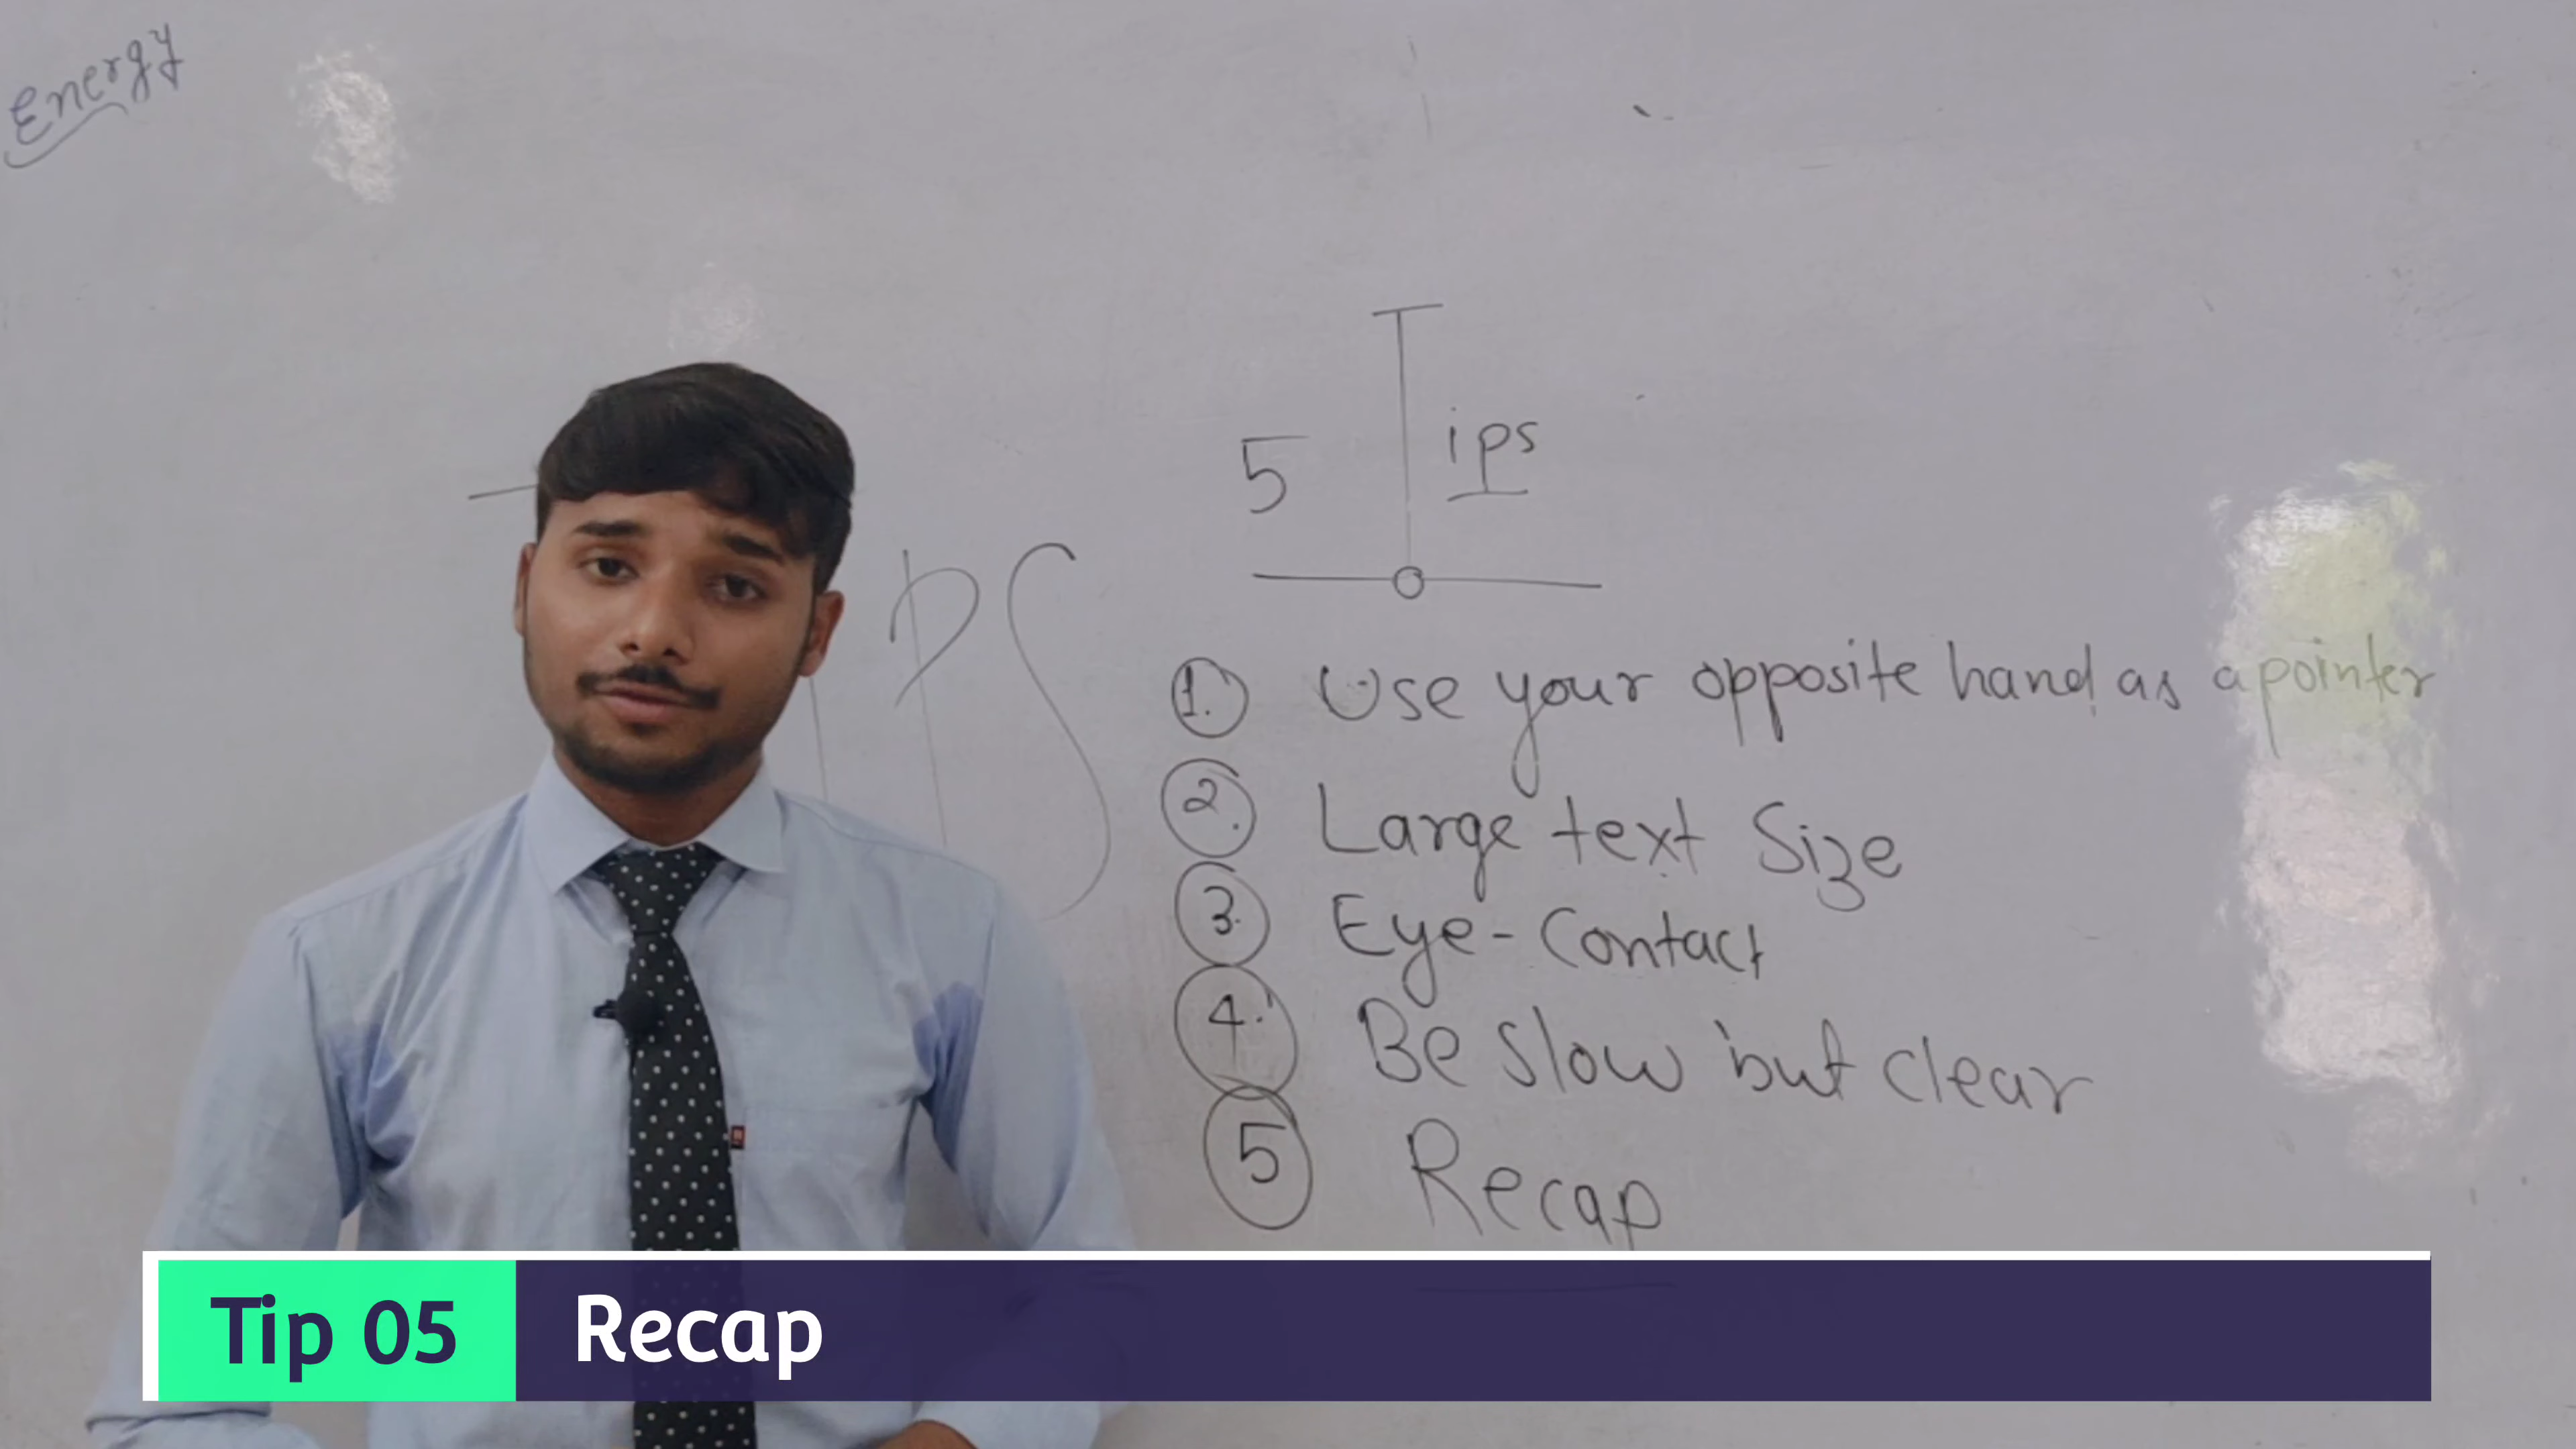 Energy
5 Tips
IPS
1. Use your opposite hand as a pointer
2. Large text Size
3. Eye-Contact
4. Be slow but clear
5 Recap
Tip 05 Recap